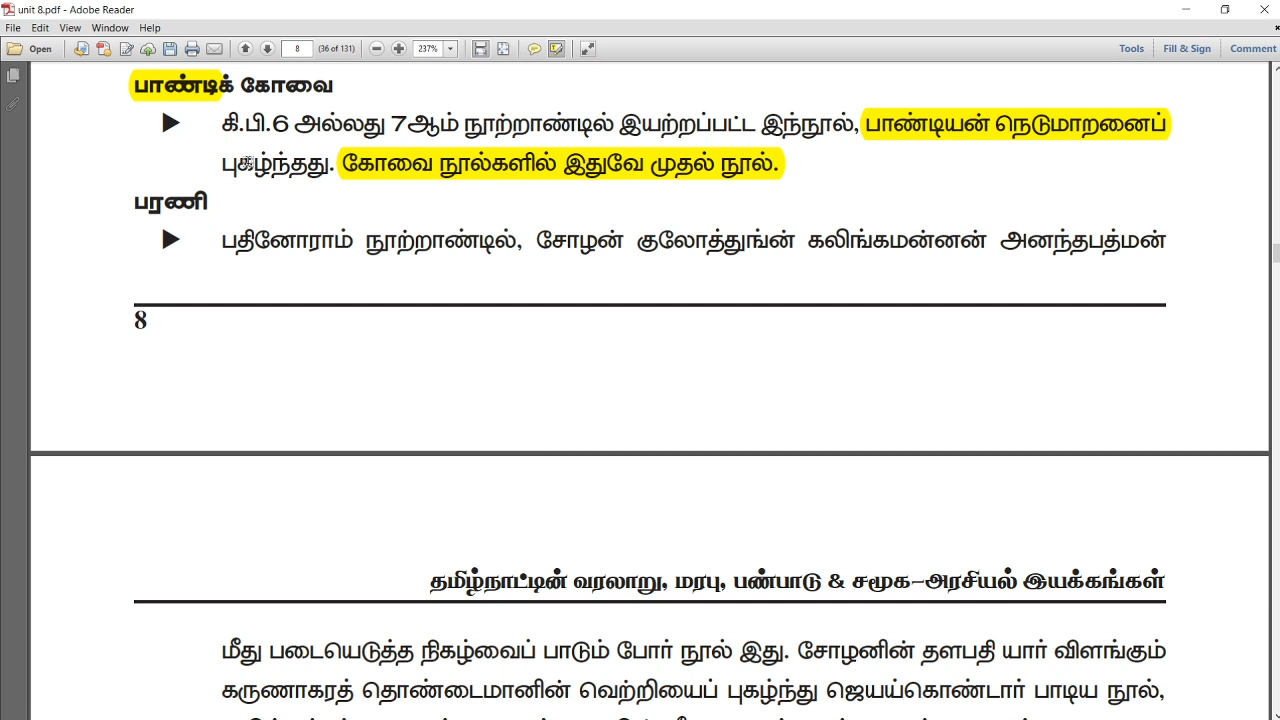 unit 8.pdf - Adobe Reader
File Edit View Window Help
Open 8 (36 of 131) 237% Tools Fill & Sign Comment
பாண்டிக் கோவை
▶ கி.பி.6 அல்லது 7ஆம் நூற்றாண்டில் இயற்றப்பட்ட இந்நூல், பாண்டியன் நெடுமாறனைப்
புகழ்ந்தது. கோவை நூல்களில் இதுவே முதல் நூல்.
பரணி
▶ பதினோராம் நூற்றாண்டில், சோழன் குலோத்துங்ன் கலிங்கமன்னன் அனந்தபத்மன்
8
தமிழ்நாட்டின் வரலாறு, மரபு, பண்பாடு & சமூக-அரசியல் இயக்கங்கள்
மீது படையெடுத்த நிகழ்வைப் பாடும் போர் நூல் இது. சோழனின் தளபதி யார் விளங்கும்
கருணாகரத் தொண்டைமானின் வெற்றியைப் புகழ்ந்து ஜெயய்கொண்டார் பாடிய நூல்,